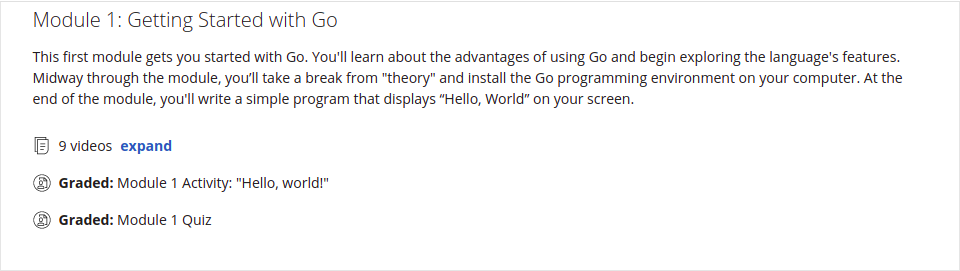 Module 1: Getting Started with Go
This first module gets you started with Go. You'll learn about the advantages of using Go and begin exploring the language's features.
Midway through the module, you’ll take a break from "theory" and install the Go programming environment on your computer. At the
end of the module, you'll write a simple program that displays “Hello, World” on your screen.
9 videos expand
Graded: Module 1 Activity: "Hello, world!"
Graded: Module 1 Quiz